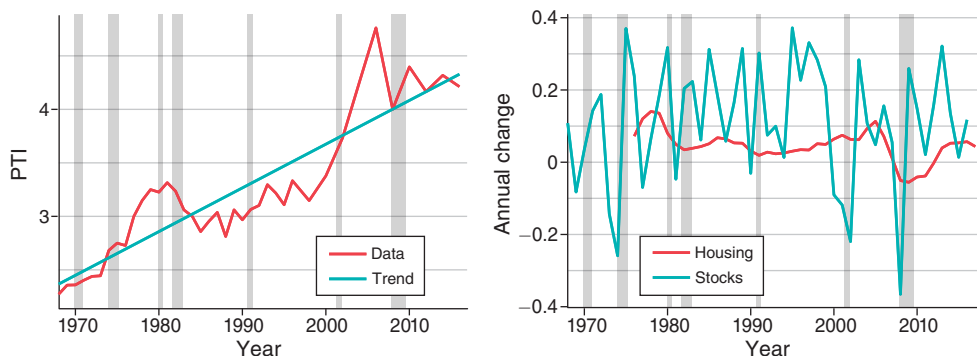 PTI
4
3
1970
1980
1990
2000
2010
Year
Data
Trend
Annual change
0.4
0.2
0
−0.2
−0.4
1970
1980
1990
2000
2010
Year
Housing
Stocks